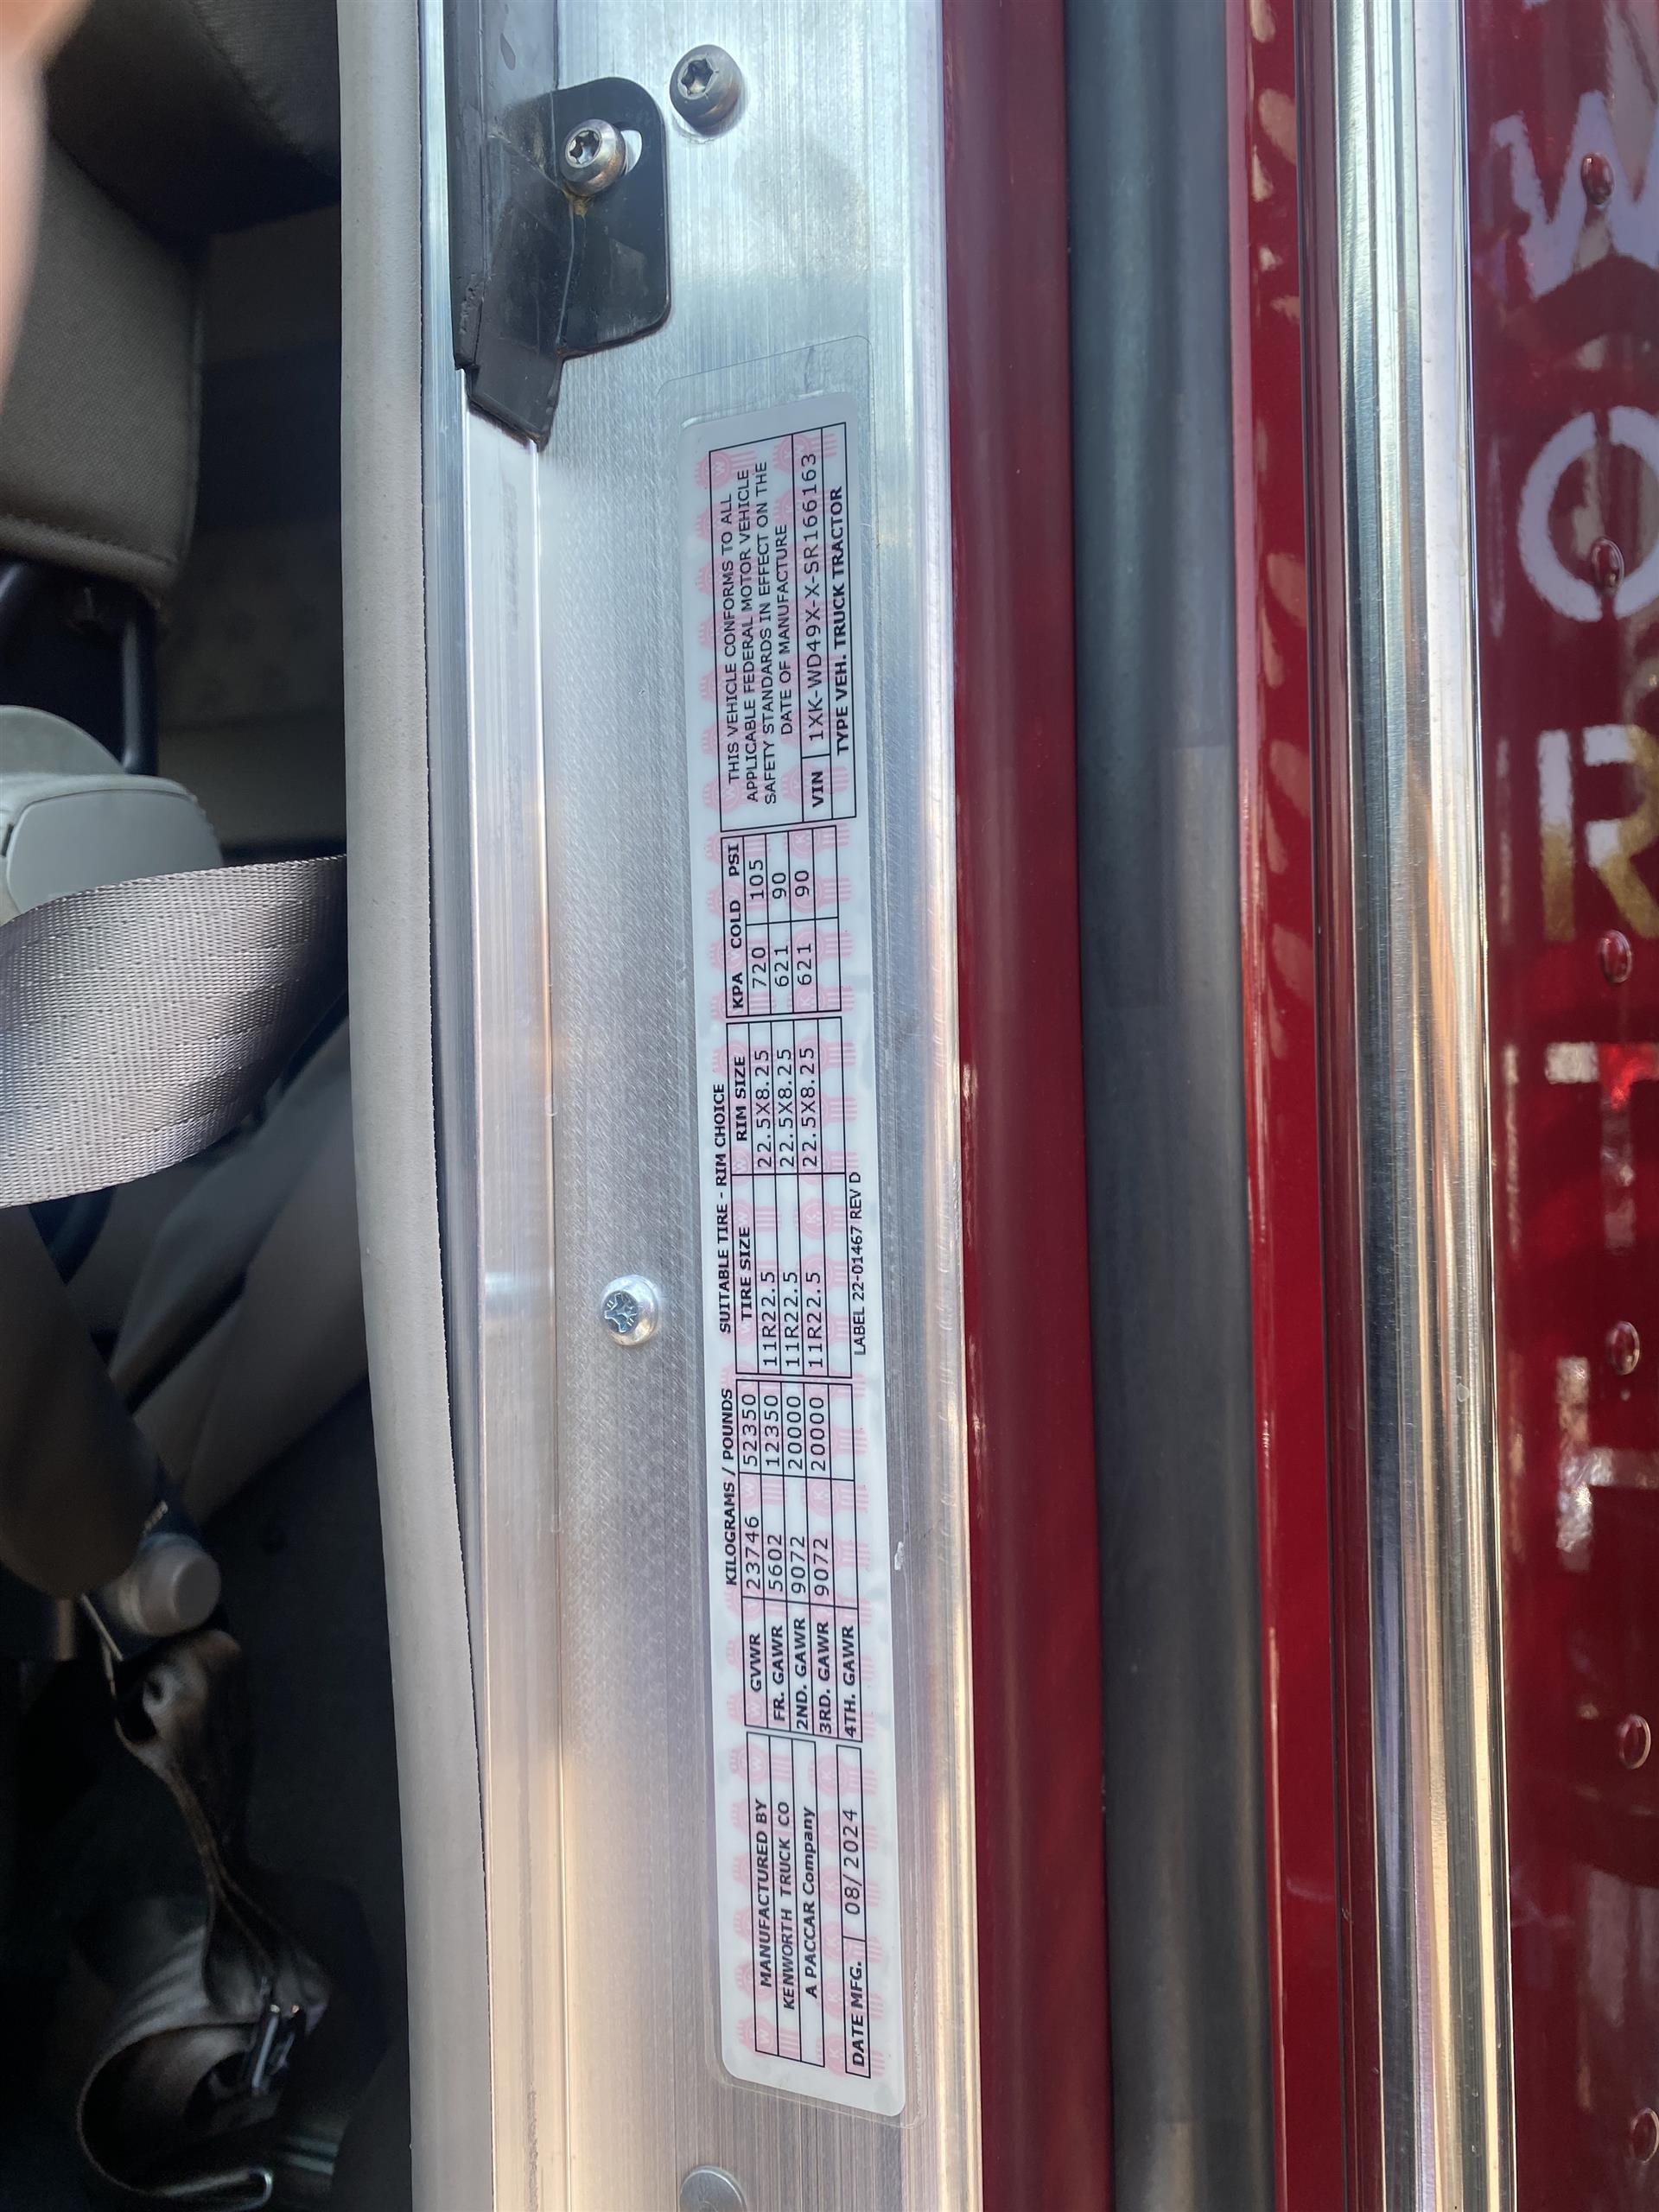 MANUFACTURED BY
KENWORTH TRUCK CO
A PACCAR Company
DATE MFG. 08/2024
KILOGRAMS / POUNDS
GVWR 23746 52350
FR. GAWR 5602 12350
2ND. GAWR 9072 20000
3RD. GAWR 9072 20000
4TH. GAWR
SUITABLE TIRE - RIM CHOICE
TIRE SIZE RIM SIZE
11R22.5 22.5X8.25
11R22.5 22.5X8.25
11R22.5 22.5X8.25
LABEL 22-01467 REV D
KPA COLD PSI
720 105
621 90
621 90
THIS VEHICLE CONFORMS TO ALL
APPLICABLE FEDERAL MOTOR VEHICLE
SAFETY STANDARDS IN EFFECT ON THE
DATE OF MANUFACTURE
VIN 1XK-WD49X-X-SR166163
TYPE VEH. TRUCK TRACTOR
WORT